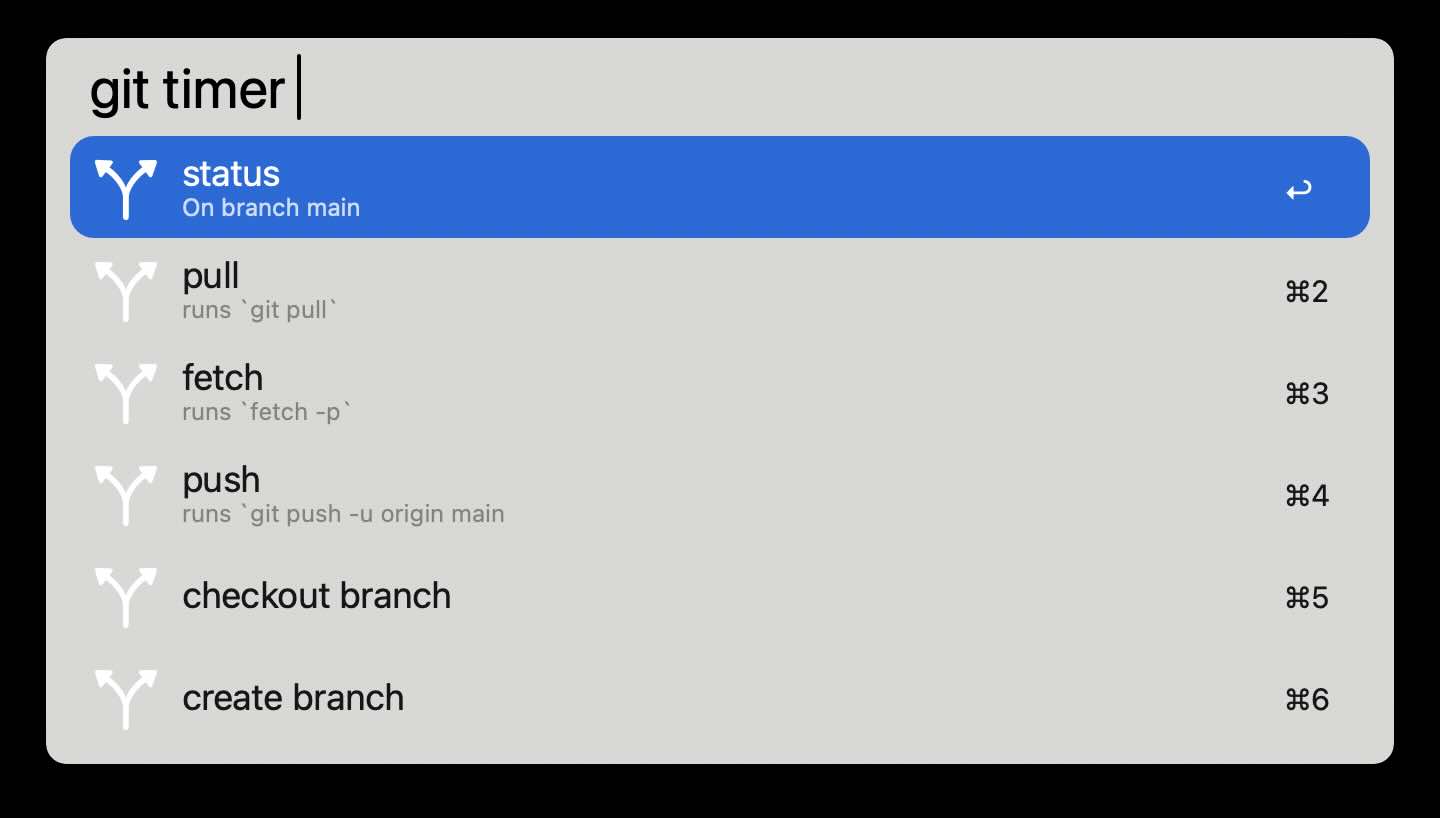 git timer
status
On branch main
pull
runs `git pull`
⌘2
fetch
runs `fetch -p`
⌘3
push
runs `git push -u origin main
⌘4
checkout branch
⌘5
create branch
⌘6